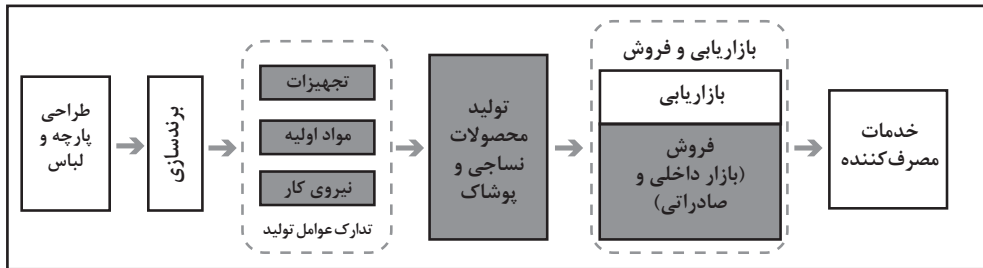 طراحی
پارچه و
لباس
برندسازی
تجهیزات
مواد اولیه
نیروی کار
تدارک عوامل تولید
تولید
محصولات
نساجی و
پوشاک
بازاریابی و فروش
بازاریابی
فروش
(بازار داخلی و
صادراتی)
خدمات
مصرف‌کننده